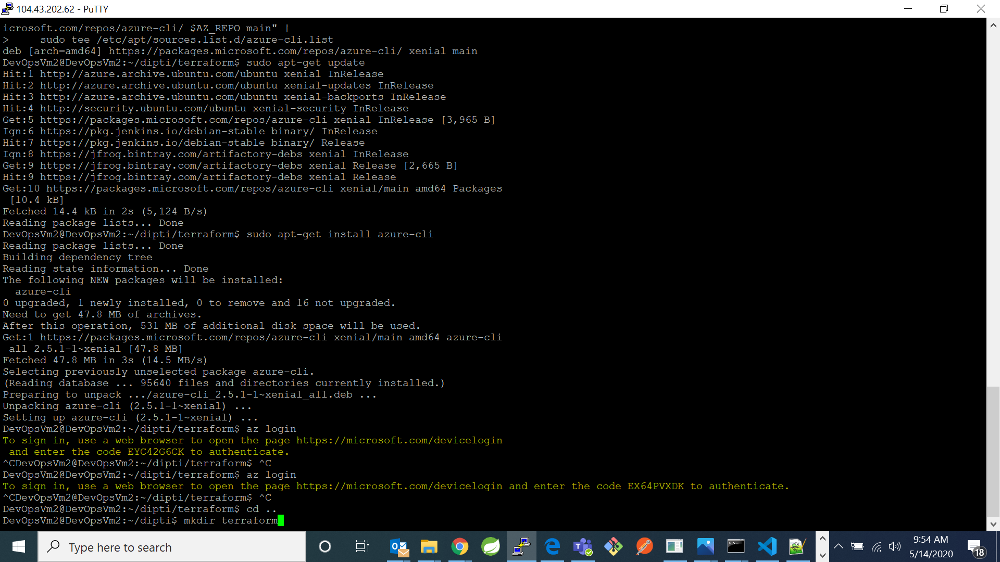 104.43.202.62 - PuTTY
icrosoft.com/repos/azure-cli/ $AZ_REPO main" |
>     sudo tee /etc/apt/sources.list.d/azure-cli.list
deb [arch=amd64] https://packages.microsoft.com/repos/azure-cli/ xenial main
DevOpsVm2@DevOpsVm2:~/dipti/terraform$ sudo apt-get update
Hit:1 http://azure.archive.ubuntu.com/ubuntu xenial InRelease
Hit:2 http://azure.archive.ubuntu.com/ubuntu xenial-updates InRelease
Hit:3 http://azure.archive.ubuntu.com/ubuntu xenial-backports InRelease
Hit:4 http://security.ubuntu.com/ubuntu xenial-security InRelease
Get:5 https://packages.microsoft.com/repos/azure-cli xenial InRelease [3,965 B]
Ign:6 https://pkg.jenkins.io/debian-stable binary/ InRelease
Hit:7 https://pkg.jenkins.io/debian-stable binary/ Release
Ign:8 https://jfrog.bintray.com/artifactory-debs xenial InRelease
Get:9 https://jfrog.bintray.com/artifactory-debs xenial Release [2,665 B]
Hit:9 https://jfrog.bintray.com/artifactory-debs xenial Release
Get:10 https://packages.microsoft.com/repos/azure-cli xenial/main amd64 Packages
 [10.4 kB]
Fetched 14.4 kB in 2s (5,124 B/s)
Reading package lists... Done
DevOpsVm2@DevOpsVm2:~/dipti/terraform$ sudo apt-get install azure-cli
Reading package lists... Done
Building dependency tree
Reading state information... Done
The following NEW packages will be installed:
  azure-cli
0 upgraded, 1 newly installed, 0 to remove and 16 not upgraded.
Need to get 47.8 MB of archives.
After this operation, 531 MB of additional disk space will be used.
Get:1 https://packages.microsoft.com/repos/azure-cli xenial/main amd64 azure-cli
 all 2.5.1-1~xenial [47.8 MB]
Fetched 47.8 MB in 3s (14.5 MB/s)
Selecting previously unselected package azure-cli.
(Reading database ... 95640 files and directories currently installed.)
Preparing to unpack .../azure-cli_2.5.1-1~xenial_all.deb ...
Unpacking azure-cli (2.5.1-1~xenial) ...
Setting up azure-cli (2.5.1-1~xenial) ...
DevOpsVm2@DevOpsVm2:~/dipti/terraform$ az login
To sign in, use a web browser to open the page https://microsoft.com/devicelogin
 and enter the code EYC42G6CK to authenticate.
^CDevOpsVm2@DevOpsVm2:~/dipti/terraform$ ^C
DevOpsVm2@DevOpsVm2:~/dipti/terraform$ az login
To sign in, use a web browser to open the page https://microsoft.com/devicelogin and enter the code EX64PVXDK to authenticate.
^CDevOpsVm2@DevOpsVm2:~/dipti/terraform$ ^C
DevOpsVm2@DevOpsVm2:~/dipti/terraform$ cd ..
DevOpsVm2@DevOpsVm2:~/dipti$ mkdir terraform
Type here to search
9:54 AM
5/14/2020
18